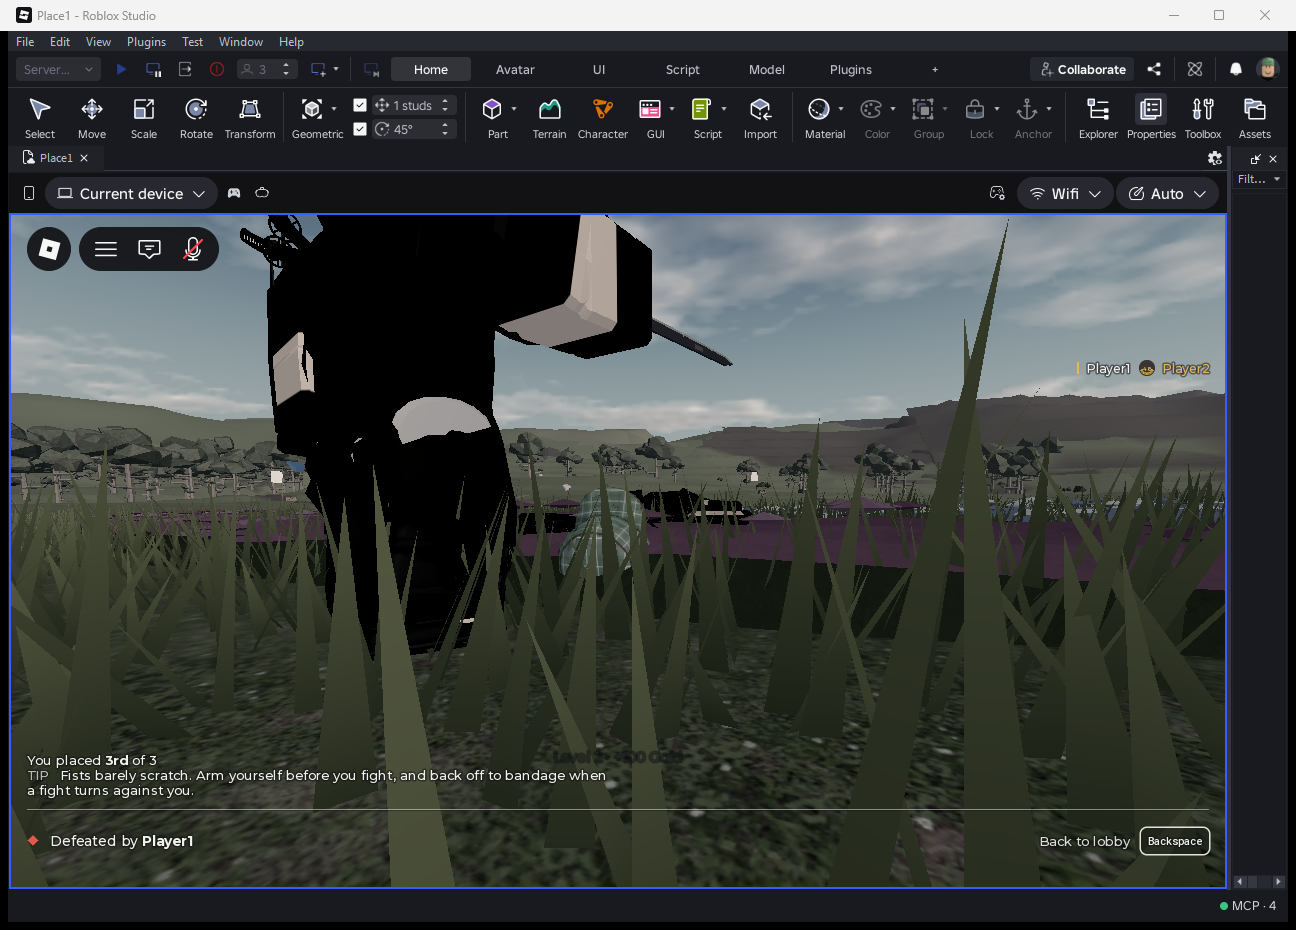 Place1 - Roblox Studio
File Edit View Plugins Test Window Help
Server... 3 Home Avatar UI Script Model Plugins + Collaborate
1 studs
45°
Select Move Scale Rotate Transform Geometric Part Terrain Character GUI Script Import Material Color Group Lock Anchor Explorer Properties Toolbox Assets
Place1
Filt...
Current device Wifi Auto
Player1 Player2
You placed 3rd of 3
TIP Fists barely scratch. Arm yourself before you fight, and back off to bandage when
a fight turns against you.
Defeated by Player1
Back to lobby Backspace
MCP · 4